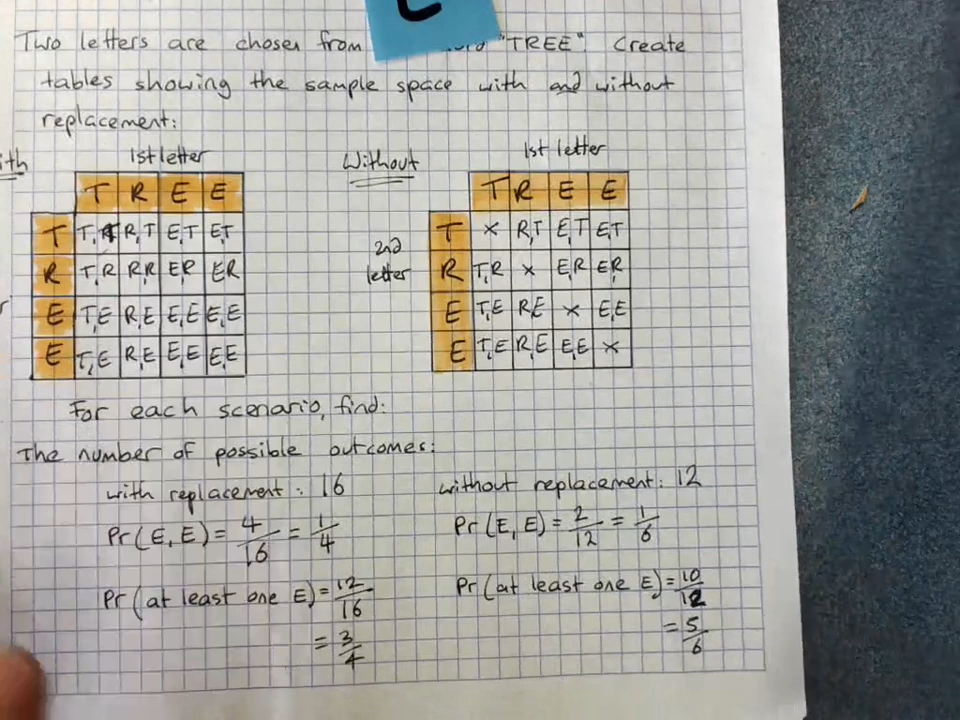 Two letters are chosen from "TREE". Create
tables showing the sample space with and without
replacement:
1st letter
Without
1st letter
T R E E
T R E E
T T,T R,T E,T E,T
2nd letter
T × R,T E,T E,T
R T,R R,R E,R E,R
R T,R × E,R E,R
E T,E R,E E,E E,E
E T,E R,E × E,E
E T,E R,E E,E E,E
E T,E R,E E,E ×
For each scenario, find:
The number of possible outcomes:
with replacement: 16
without replacement: 12
Pr(E, E) = 4/16 = 1/4
Pr(E, E) = 2/12 = 1/6
Pr(at least one E) = 12/16
Pr(at least one E) = 10/12
= 3/4
= 5/6